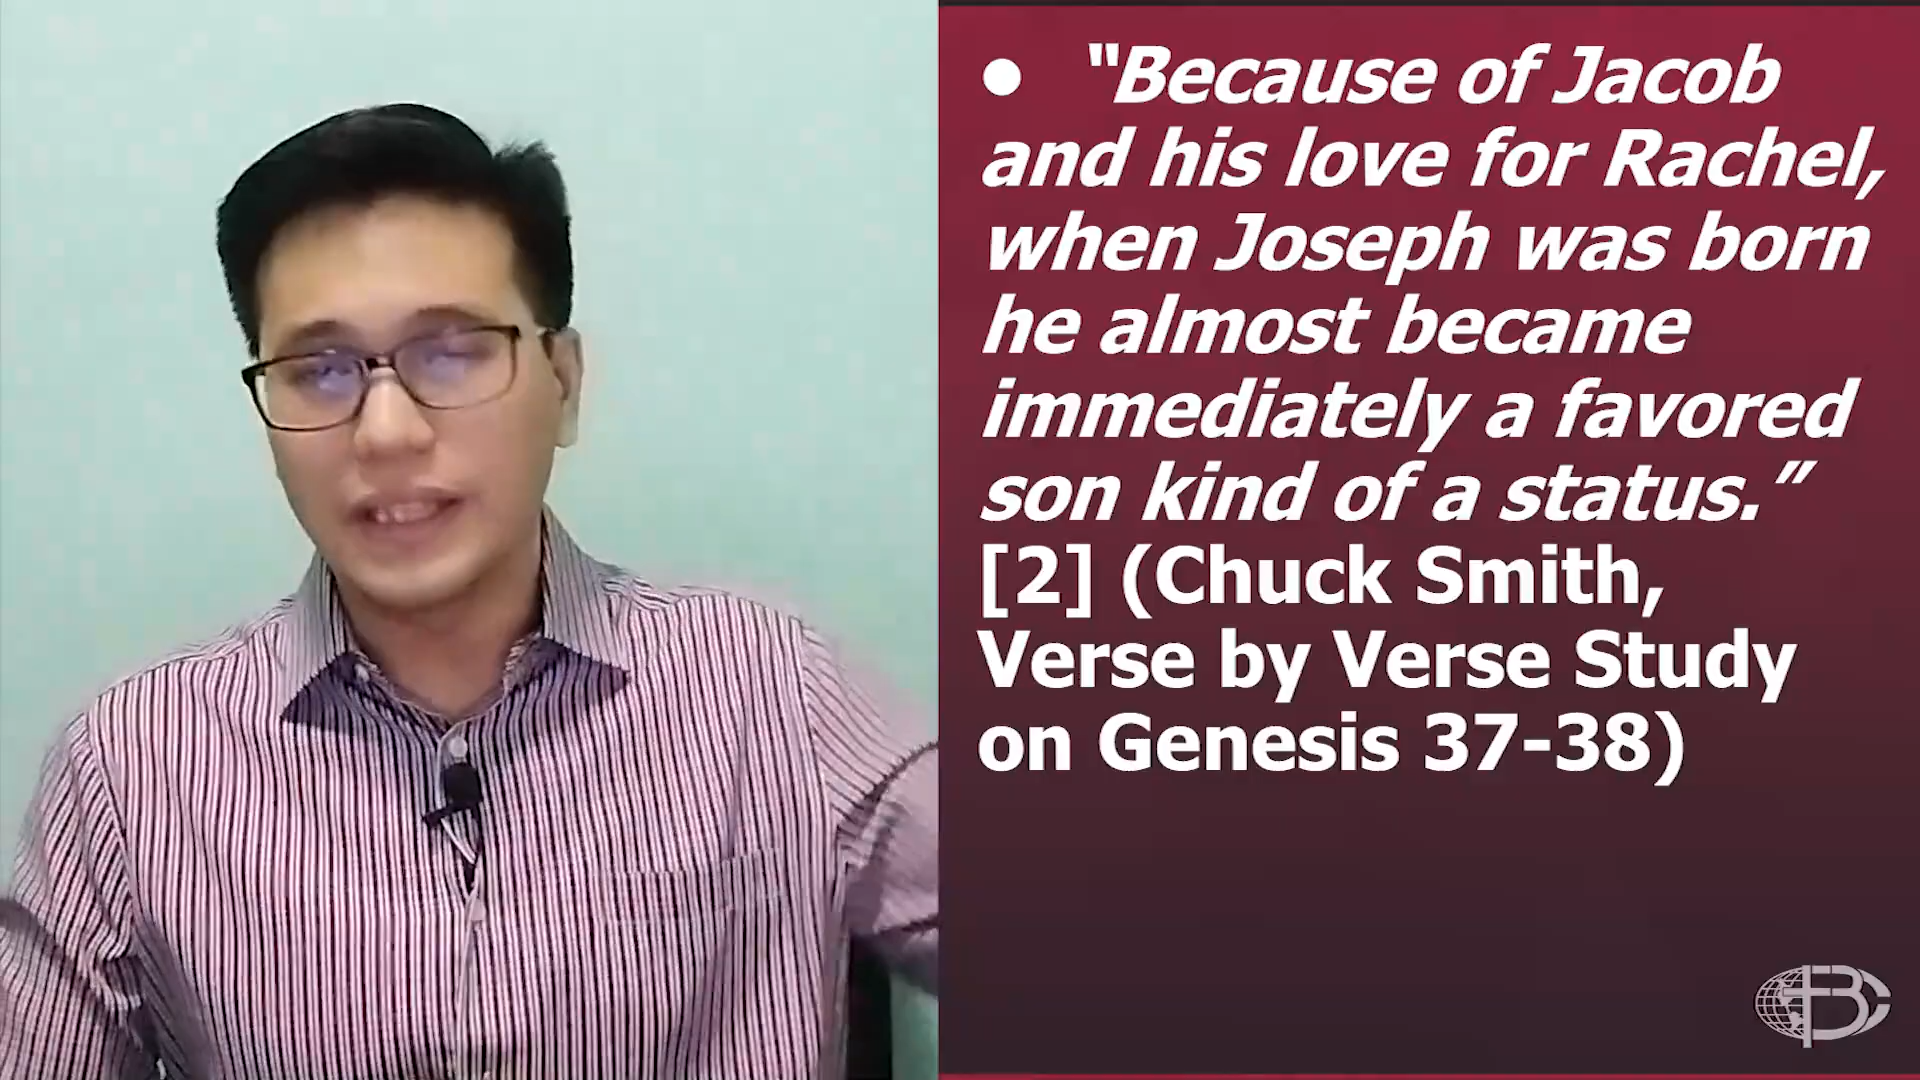 ● “Because of Jacob
and his love for Rachel,
when Joseph was born
he almost became
immediately a favored
son kind of a status.”
[2] (Chuck Smith,
Verse by Verse Study
on Genesis 37-38)